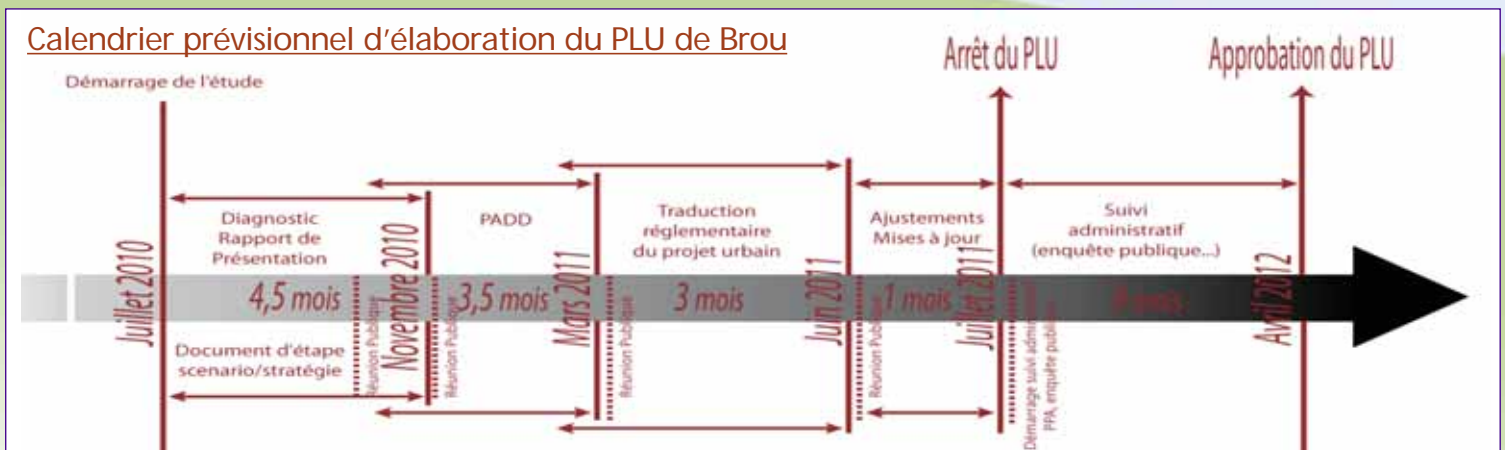 Calendrier prévisionnel d'élaboration du PLU de Brou
Démarrage de l'étude
Arrêt du PLU
Approbation du PLU
Diagnostic
Rapport de
Présentation
PADD
Traduction
réglementaire
du projet urbain
Ajustements
Mises à jour
Suivi
administratif
(enquête publique...)
Juillet 2010
4,5 mois
Réunion Publique
Novembre 2010
Réunion Publique
3,5 mois
Mars 2011
Réunion Publique
3 mois
Juin 2011
Réunion Publique
1 mois
Juillet 2011
Démarrage suivi
PPA, enquête
mois
Avril 2012
Document d'étape
scenario/stratégie